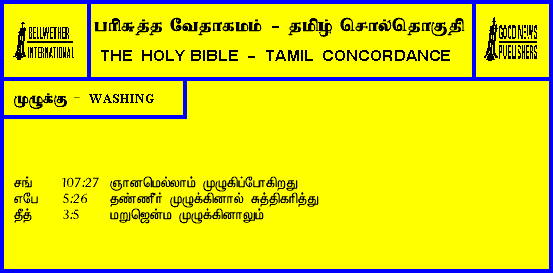 BELLWETHER
INTERNATIONAL
பரிசுத்த வேதாகமம் - தமிழ் சொல்தொகுதி
THE HOLY BIBLE - TAMIL CONCORDANCE
GOOD NEWS
PUBLISHERS
முழுக்கு - WASHING
சங் 107:27 ஞானமெல்லாம் முழுகிப்போகிறது
எபே 5:26 தண்ணீர் முழுக்கினால் சுத்திகரித்து
தீத் 3:5 மறுஜென்ம முழுக்கினாலும்